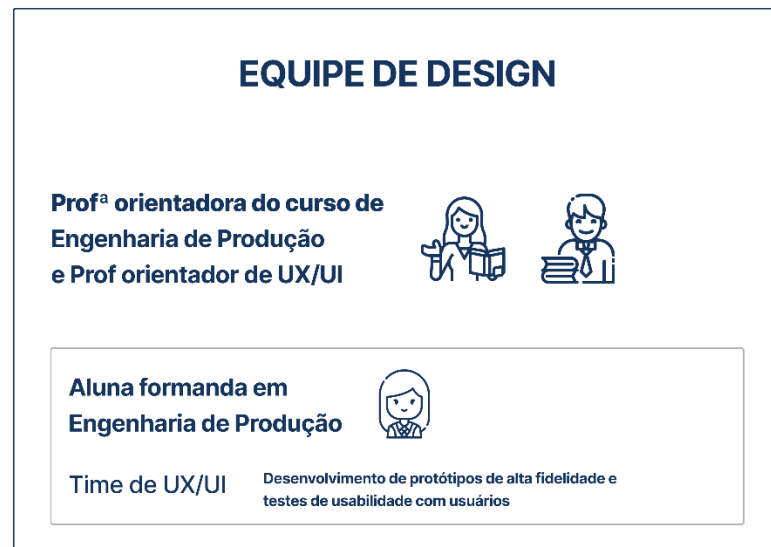 EQUIPE DE DESIGN
Profª orientadora do curso de
Engenharia de Produção
e Prof orientador de UX/UI
Aluna formanda em
Engenharia de Produção
Time de UX/UI
Desenvolvimento de protótipos de alta fidelidade e
testes de usabilidade com usuários